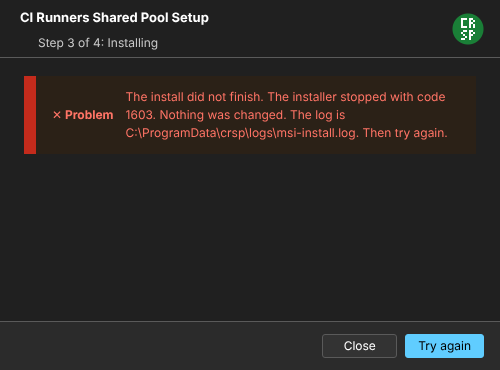 CI Runners Shared Pool Setup
Step 3 of 4: Installing
CR
SP
× Problem
The install did not finish. The installer stopped with code
1603. Nothing was changed. The log is
C:\ProgramData\crsp\logs\msi-install.log. Then try again.
Close
Try again